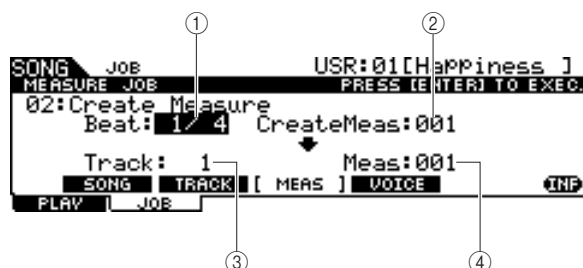 ① ②
SONG JOB USR:01[Happiness ]
MEASURE JOB PRESS [ENTER] TO EXEC.
02:Create Measure
Beat: 1/ 4 CreateMeas:001
Track: 1 Meas:001
SONG TRACK [ MEAS ] VOICE INF
PLAY JOB
③ ④